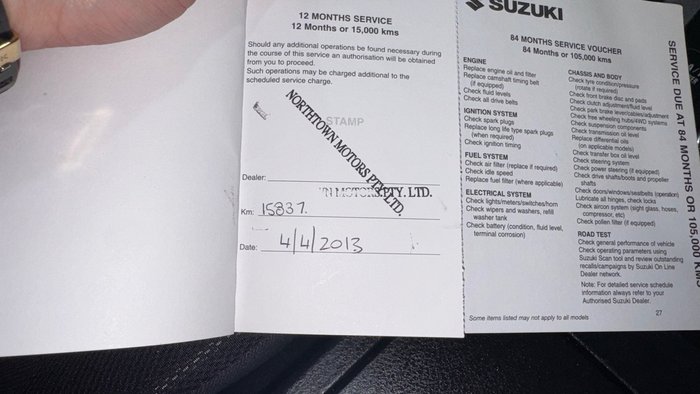 12 MONTHS SERVICE
12 Months or 15,000 kms
Should any additional operations be found necessary during
the course of this service an authorisation will be obtained
from you to proceed.
Such operations may be charged additional to the
scheduled service charge.
STAMP
NORTHTOWN MOTORS PTY. LTD.
Dealer:
N MOTORS PTY. LTD.
Km: 15837.
Date: 4/4/2013
SUZUKI
84 MONTHS SERVICE VOUCHER
84 Months or 105,000 kms
ENGINE
Replace engine oil and filter
Replace camshaft timing belt
(if equipped)
Check fluid levels
Check all drive belts
IGNITION SYSTEM
Check spark plugs
Replace long life type spark plugs
(when required)
Check ignition timing
FUEL SYSTEM
Check air filter (replace if required)
Check idle speed
Replace fuel filter (where applicable)
ELECTRICAL SYSTEM
Check lights/meters/switches/horn
Check wipers and washers, refill
washer tank
Check battery (condition, fluid level,
terminal corrosion)
CHASSIS AND BODY
Check tyre condition/pressure
(rotate if required)
Check front brake disc and pads
Check clutch adjustment/fluid level
Check park brake lever/cables/adjustment
Check free wheeling hubs/4WD systems
Check suspension components
Check transmission oil level
Replace differential oils
(on applicable models)
Check transfer box oil level
Check steering system
Check power steering (if equipped)
Check drive shafts/boots and propeller
shafts
Check doors/windows/seatbelts (operation)
Lubricate all hinges, check locks
Check aircon system (sight glass, hoses,
compressor, etc)
Check pollen filter (if equipped)
ROAD TEST
Check general performance of vehicle
Check operating parameters using
Suzuki Scan tool and review outstanding
recalls/campaigns by Suzuki On Line
Dealer network.
Note: For detailed service schedule
information always refer to your
Authorised Suzuki Dealer.
Some items listed may not apply to all models
27
SERVICE DUE AT 84 MONTHS OR 105,000 KMS